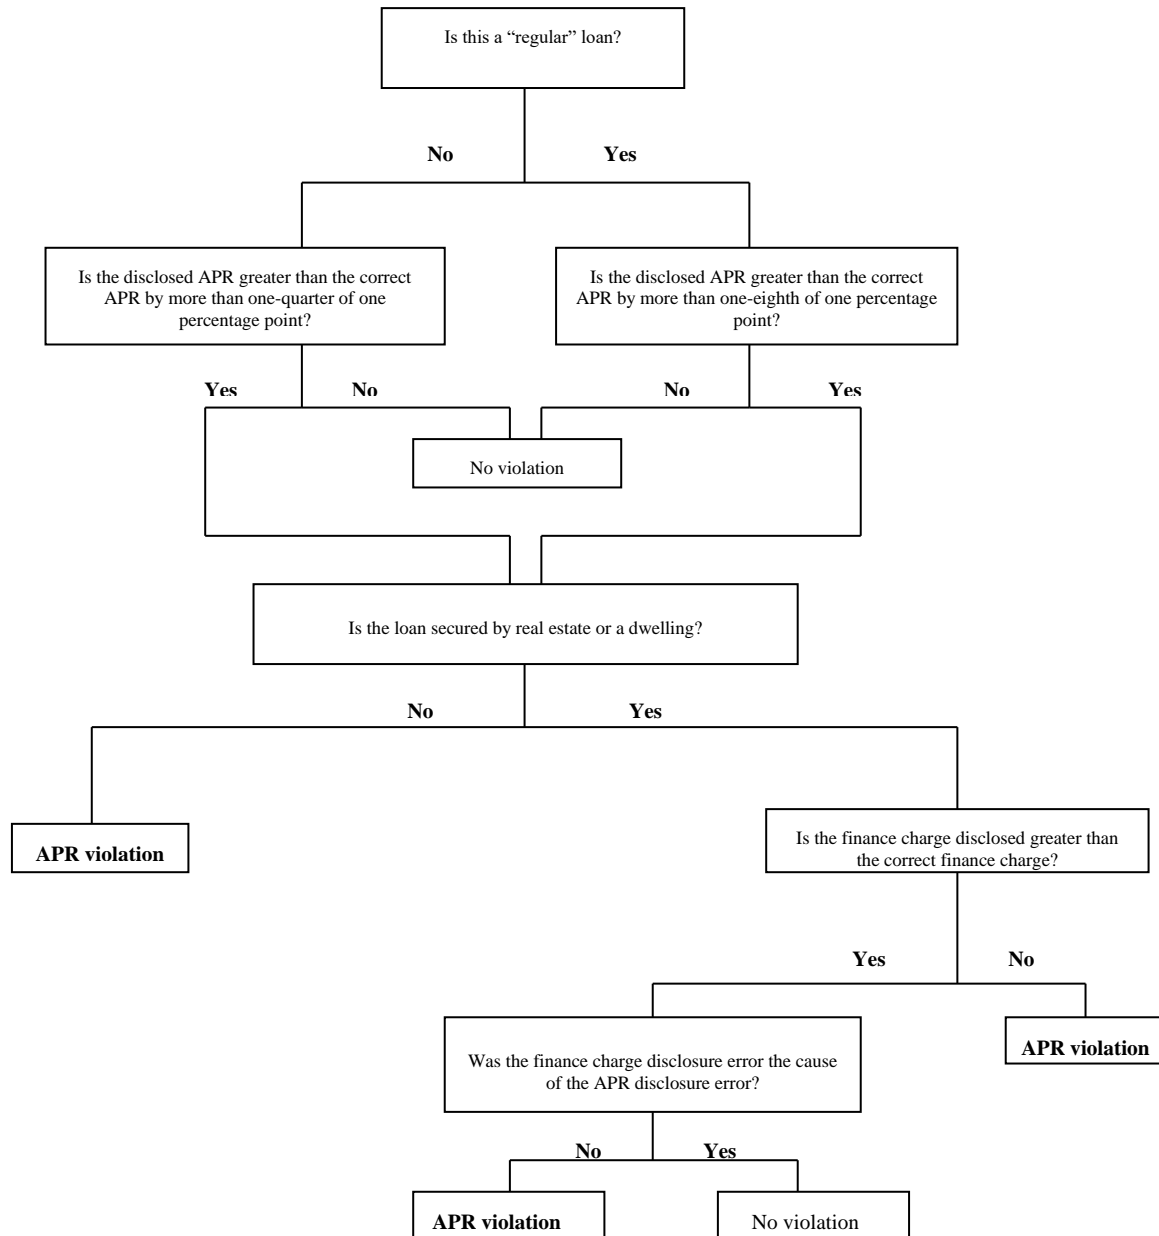 Is this a “regular” loan?
No
Yes
Is the disclosed APR greater than the correct
APR by more than one-quarter of one
percentage point?
Is the disclosed APR greater than the correct
APR by more than one-eighth of one percentage
point?
Yes
No
No
Yes
No violation
Is the loan secured by real estate or a dwelling?
No
Yes
APR violation
Is the finance charge disclosed greater than
the correct finance charge?
Yes
No
Was the finance charge disclosure error the cause
of the APR disclosure error?
APR violation
No
Yes
APR violation
No violation